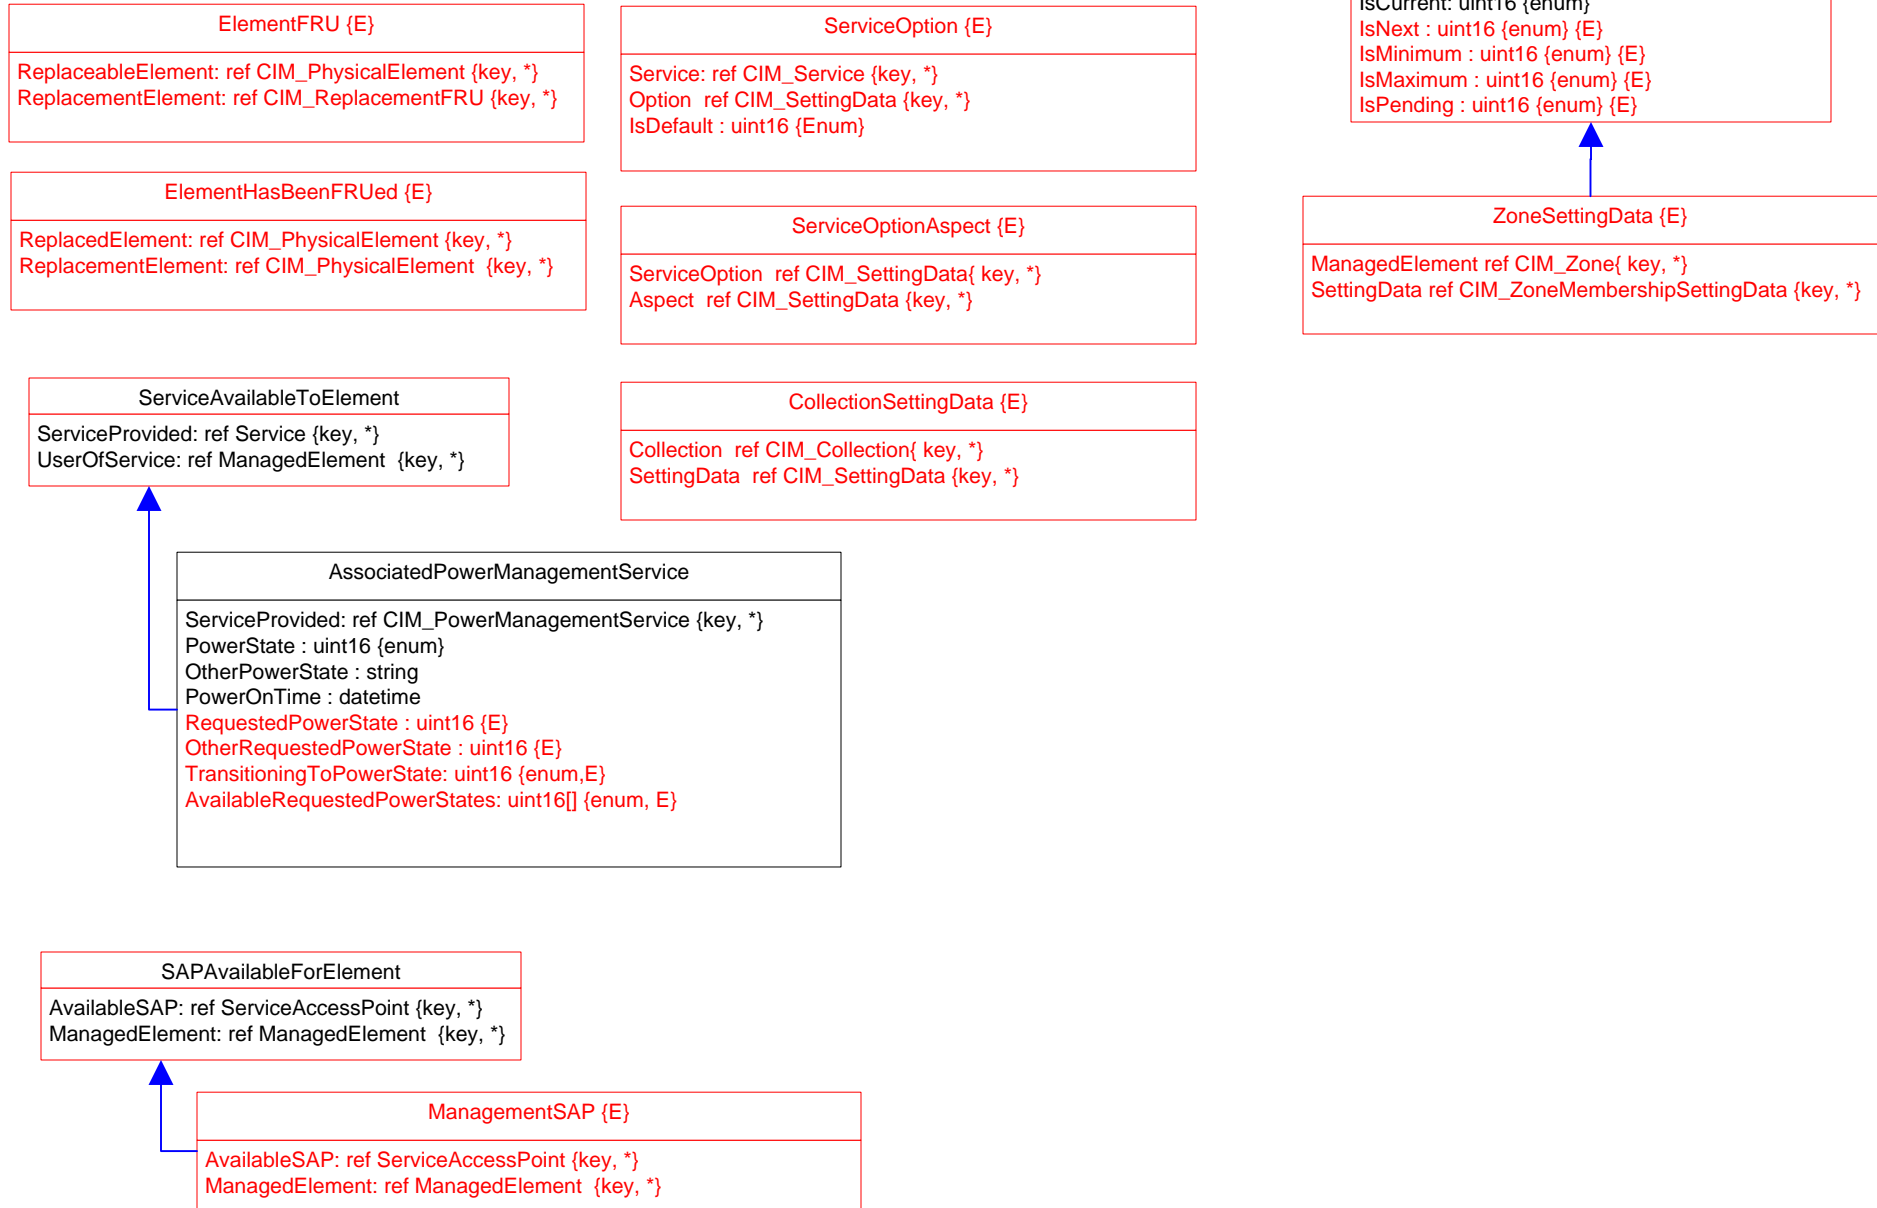 ElementFRU {E}
ReplaceableElement: ref CIM_PhysicalElement {key, *}
ReplacementElement: ref CIM_ReplacementFRU {key, *}
ElementHasBeenFRUed {E}
ReplacedElement: ref CIM_PhysicalElement {key, *}
ReplacementElement: ref CIM_PhysicalElement {key, *}
ServiceAvailableToElement
ServiceProvided: ref Service {key, *}
UserOfService: ref ManagedElement {key, *}
ServiceOption {E}
Service: ref CIM_Service {key, *}
Option ref CIM_SettingData {key, *}
IsDefault : uint16 {Enum}
ServiceOptionAspect {E}
ServiceOption ref CIM_SettingData{ key, *}
Aspect ref CIM_SettingData {key, *}
CollectionSettingData {E}
Collection ref CIM_Collection{ key, *}
SettingData ref CIM_SettingData {key, *}
IsCurrent: uint16 {enum}
IsNext : uint16 {enum} {E}
IsMinimum : uint16 {enum} {E}
IsMaximum : uint16 {enum} {E}
IsPending : uint16 {enum} {E}
ZoneSettingData {E}
ManagedElement ref CIM_Zone{ key, *}
SettingData ref CIM_ZoneMembershipSettingData {key, *}
AssociatedPowerManagementService
ServiceProvided: ref CIM_PowerManagementService {key, *}
PowerState : uint16 {enum}
OtherPowerState : string
PowerOnTime : datetime
RequestedPowerState : uint16 {E}
OtherRequestedPowerState : uint16 {E}
TransitioningToPowerState: uint16 {enum,E}
AvailableRequestedPowerStates: uint16[] {enum, E}
SAPAvailableForElement
AvailableSAP: ref ServiceAccessPoint {key, *}
ManagedElement: ref ManagedElement {key, *}
ManagementSAP {E}
AvailableSAP: ref ServiceAccessPoint {key, *}
ManagedElement: ref ManagedElement {key, *}